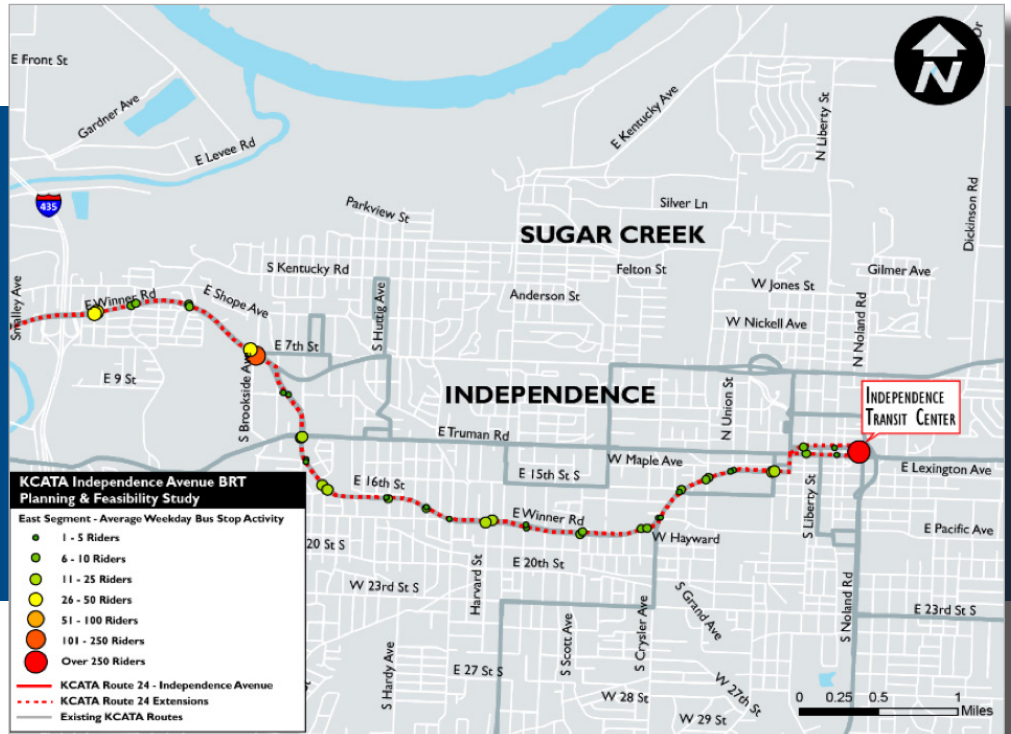 Dr
E Front St
N
Gardner Ave
E Kentucky Ave
N Liberty St
E Levee Rd
Dickinson Rd
435
Silver Ln
Parkview St
SUGAR CREEK
S Kentucky Rd
Felton St
Gilmer Ave
W Jones St
E Winner Rd
E Shope Ave
Anderson St
Smalley Ave
S Huttig Ave
N Noland Rd
W Nickell Ave
E 7th St
E 9 St
S Brookside Ave
INDEPENDENCE
N Union St
INDEPENDENCE
TRANSIT CENTER
E Truman Rd
W Maple Ave
E Lexington Ave
E 15th St S
E 16th St
S Liberty St
E Winner Rd
E Pacific Ave
W Hayward
20 St S
E 20th St
W 23rd St S
Harvard St
S Grand Ave
S Noland Rd
E 23rd St S
S Hardy Ave
S Scott Ave
S Crysler Ave
E 27 St S
W 27th St
W 28 St
W 29 St
KCATA Independence Avenue BRT
Planning & Feasibility Study
East Segment - Average Weekday Bus Stop Activity
1 - 5 Riders
6 - 10 Riders
11 - 25 Riders
26 - 50 Riders
51 - 100 Riders
101 - 250 Riders
Over 250 Riders
KCATA Route 24 - Independence Avenue
KCATA Route 24 Extensions
Existing KCATA Routes
0 0.25 0.5 1
Miles